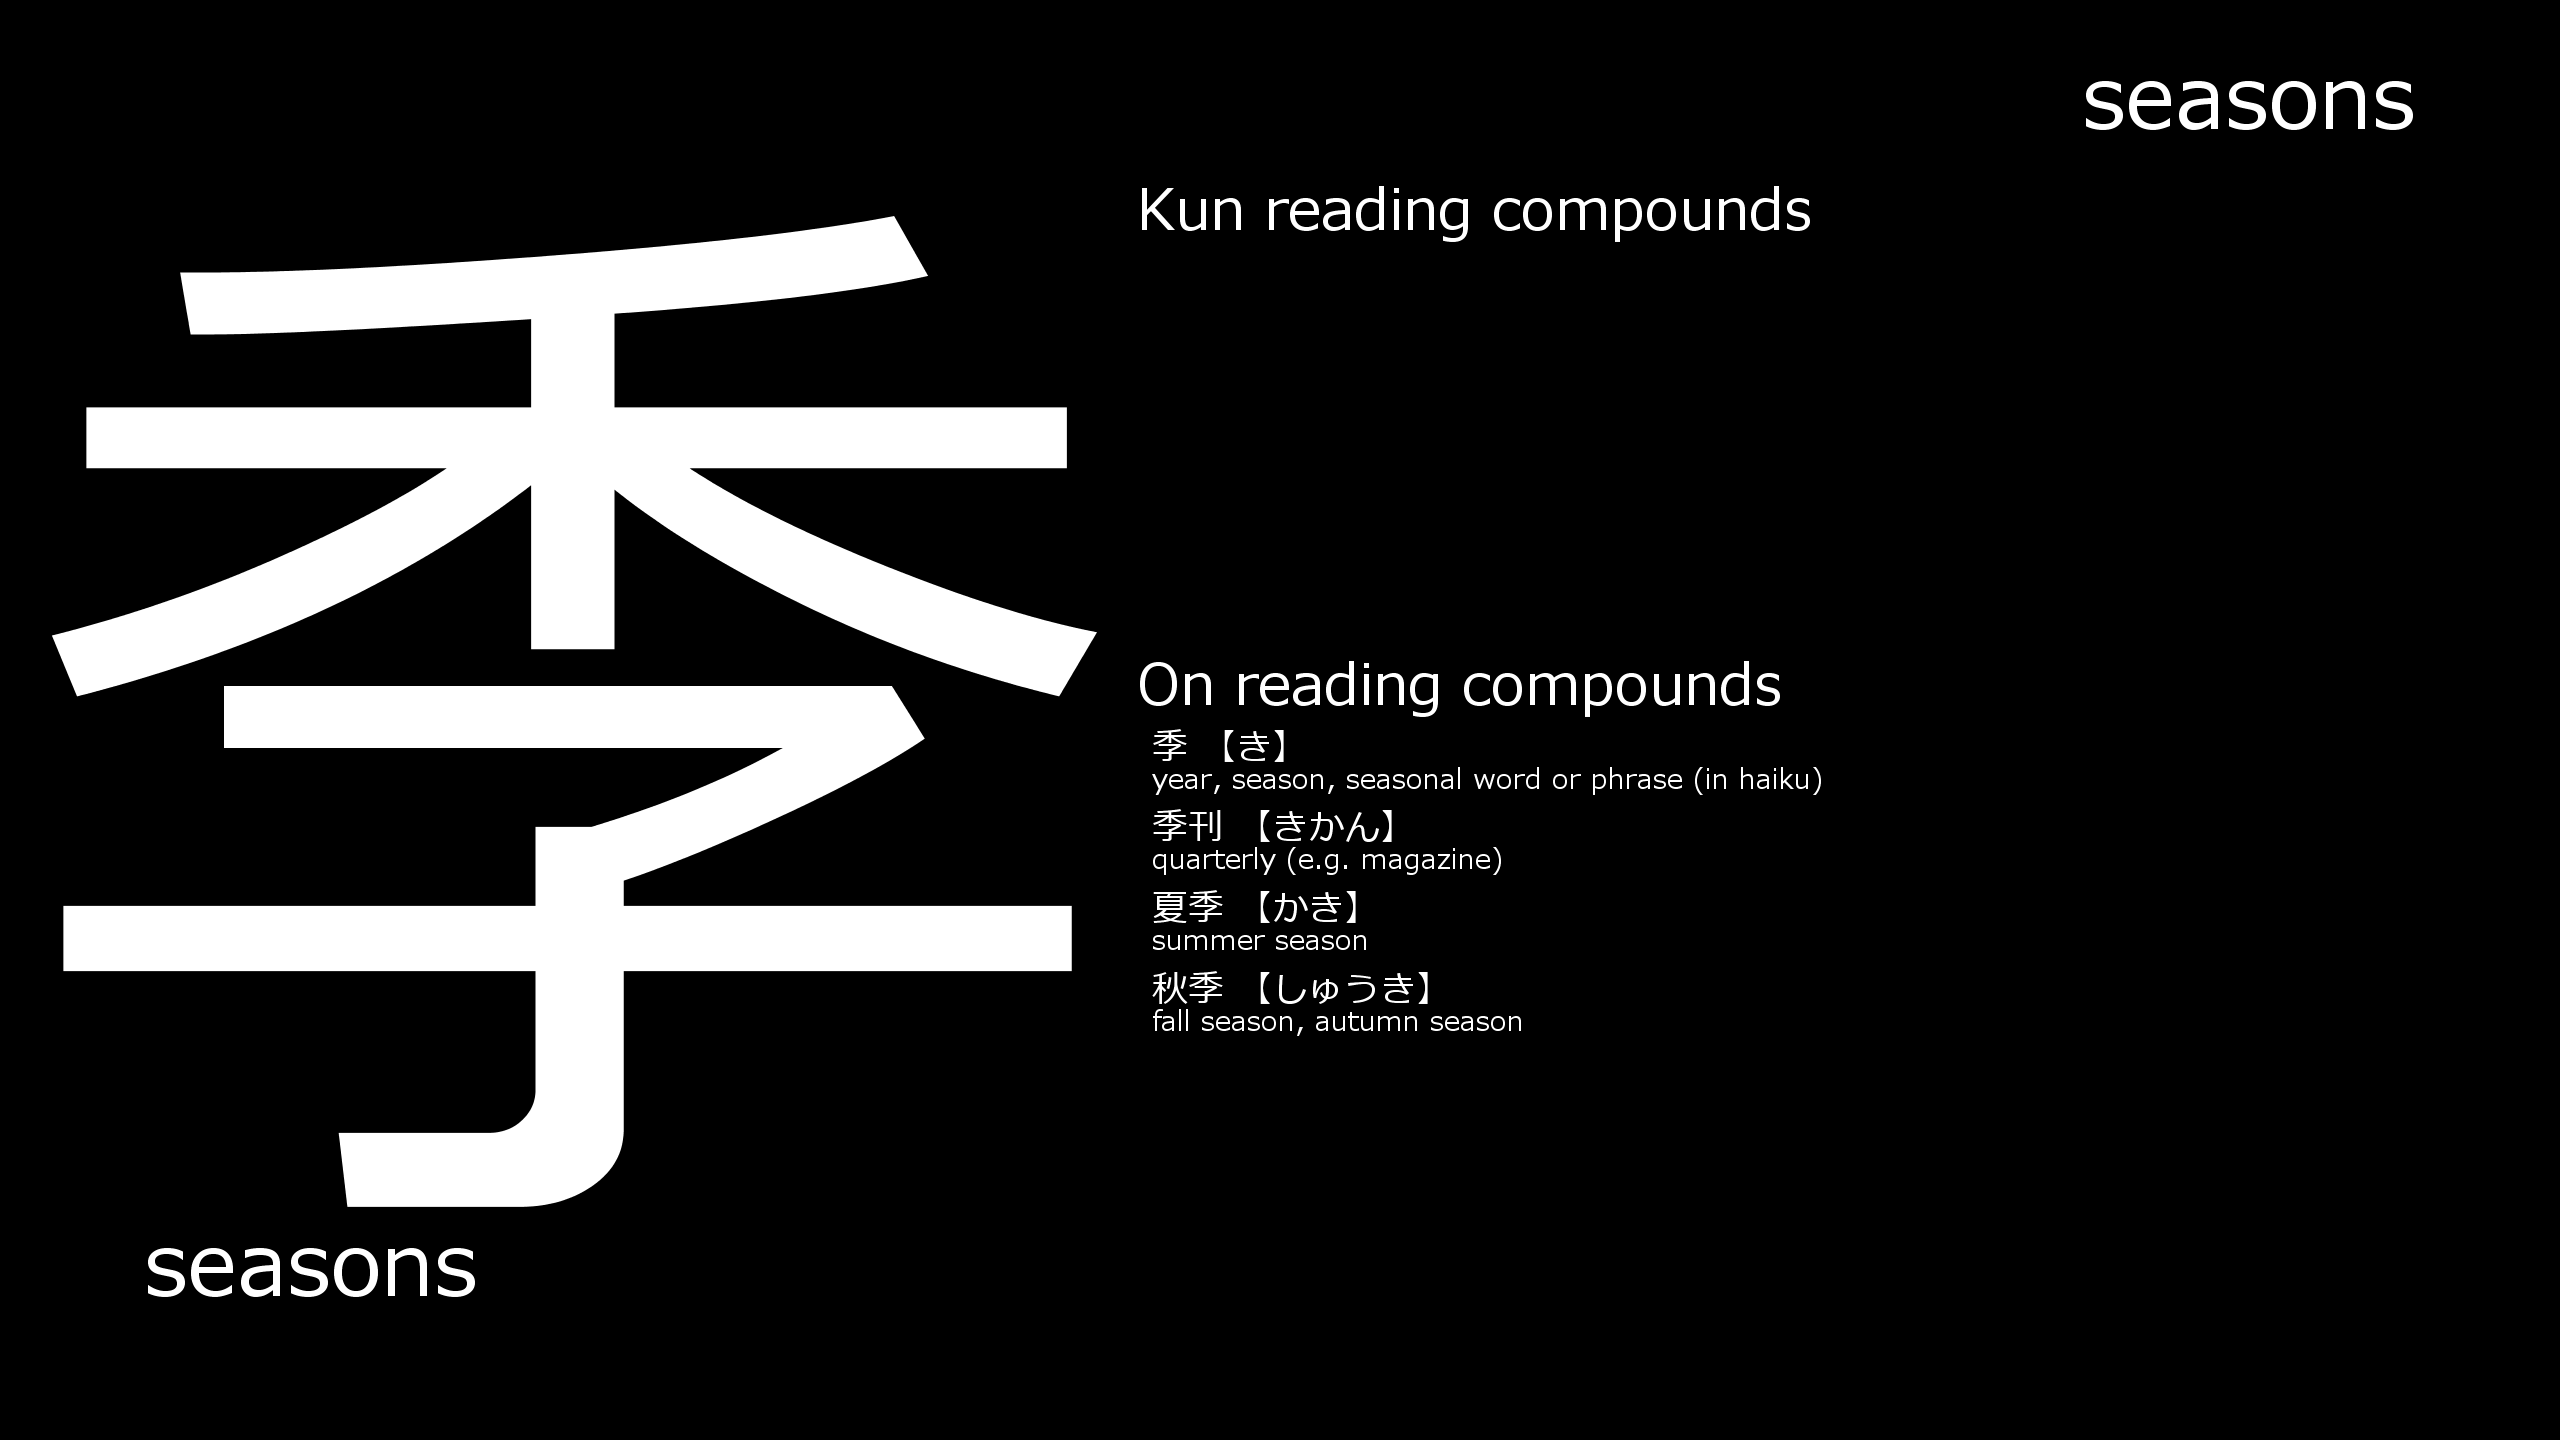 seasons
季
seasons
Kun reading compounds
On reading compounds
季 【き】
year, season, seasonal word or phrase (in haiku)
季刊 【きかん】
quarterly (e.g. magazine)
夏季 【かき】
summer season
秋季 【しゅうき】
fall season, autumn season